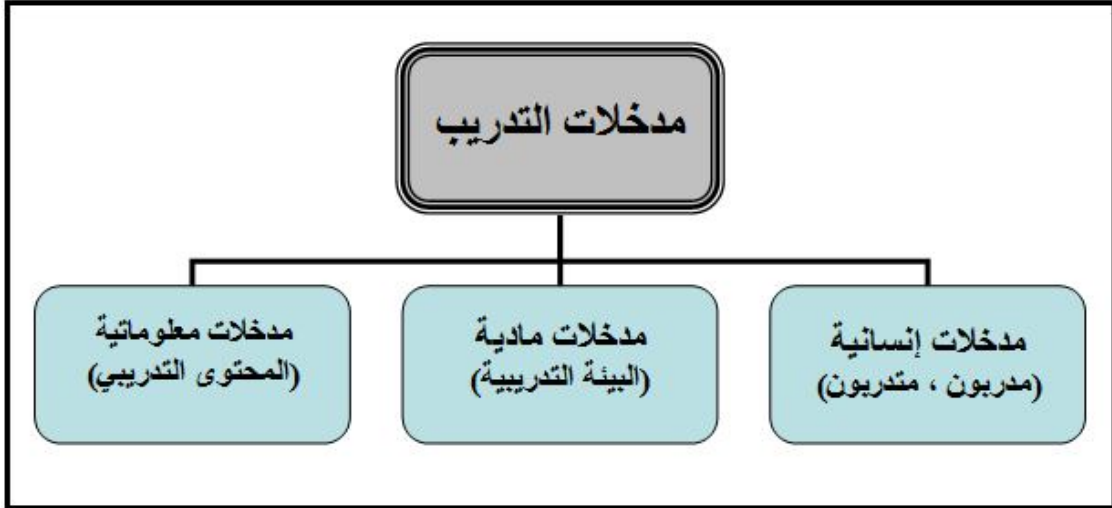 مدخلات التدريب
مدخلات إنسانية
(مدربون ، متدربون)
مدخلات مادية
(البيئة التدريبية)
مدخلات معلوماتية
(المحتوى التدريبي)